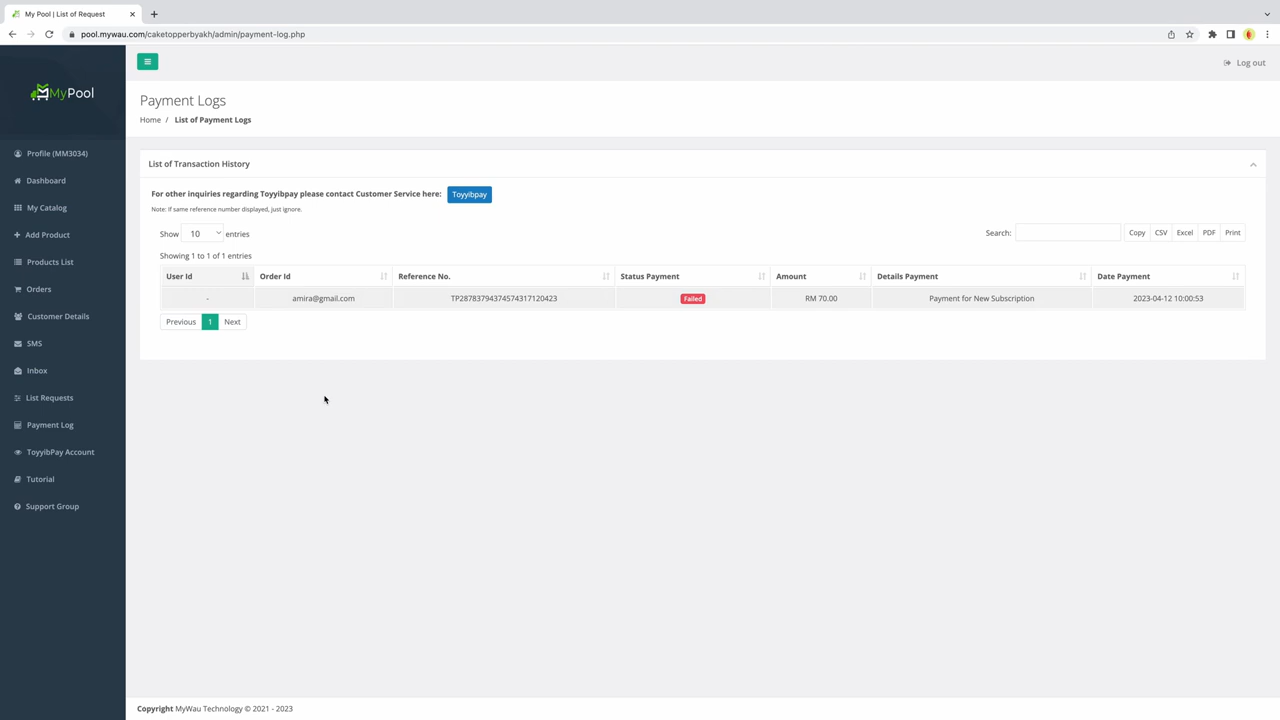 My Pool | List of Request
pool.mywau.com/caketopperbyakh/admin/payment-log.php
MyPool
Log out
Payment Logs
Home / List of Payment Logs
Profile (MM3034)
Dashboard
My Catalog
Add Product
Products List
Orders
Customer Details
SMS
Inbox
List Requests
Payment Log
ToyyibPay Account
Tutorial
Support Group
List of Transaction History
For other inquiries regarding Toyyibpay please contact Customer Service here: Toyyibpay
Note: If same reference number displayed, just ignore.
Show 10 entries
Search: Copy CSV Excel PDF Print
Showing 1 to 1 of 1 entries
User Id Order Id Reference No. Status Payment Amount Details Payment Date Payment
- amira@gmail.com TP28783794374574317120423 Failed RM 70.00 Payment for New Subscription 2023-04-12 10:00:53
Previous 1 Next
Copyright MyWau Technology © 2021 - 2023